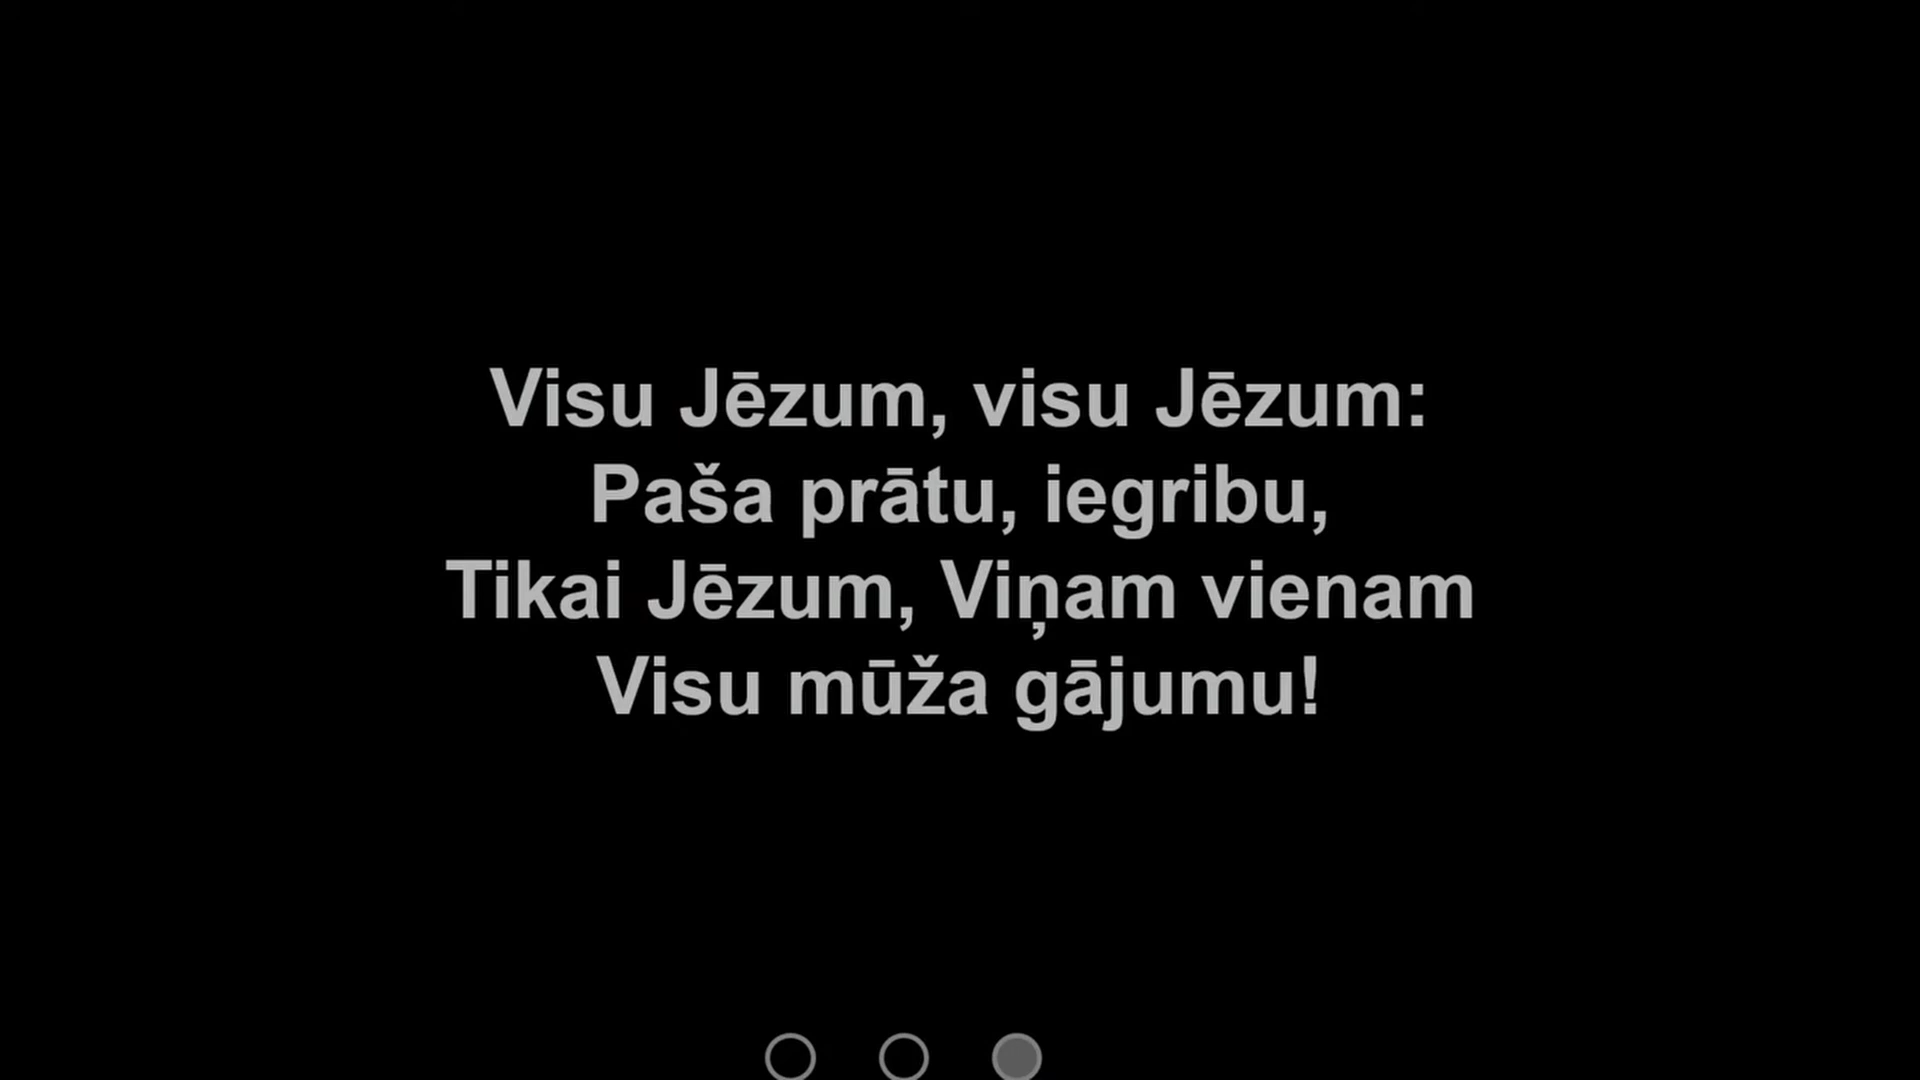 Visu Jēzum, visu Jēzum:
Paša prātu, iegribu,
Tikai Jēzum, Viņam vienam
Visu mūža gājumu!